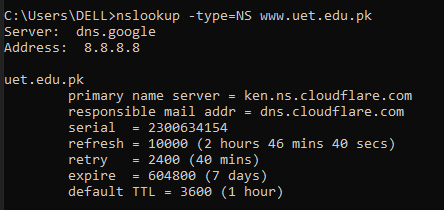 C:\Users\DELL>nslookup -type=NS www.uet.edu.pk
Server:  dns.google
Address:  8.8.8.8

uet.edu.pk
        primary name server = ken.ns.cloudflare.com
        responsible mail addr = dns.cloudflare.com
        serial  = 2300634154
        refresh = 10000 (2 hours 46 mins 40 secs)
        retry   = 2400 (40 mins)
        expire  = 604800 (7 days)
        default TTL = 3600 (1 hour)